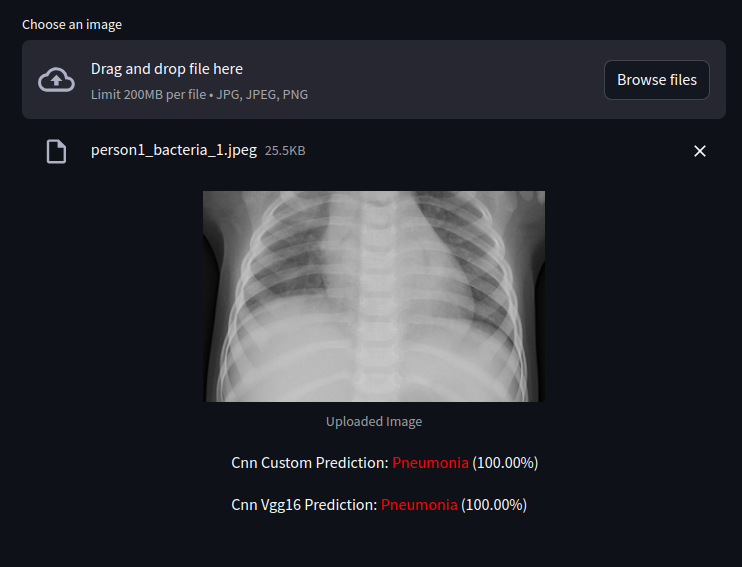 Choose an image
Drag and drop file here
Limit 200MB per file • JPG, JPEG, PNG
Browse files
person1_bacteria_1.jpeg 25.5KB
Uploaded Image
Cnn Custom Prediction: Pneumonia (100.00%)
Cnn Vgg16 Prediction: Pneumonia (100.00%)